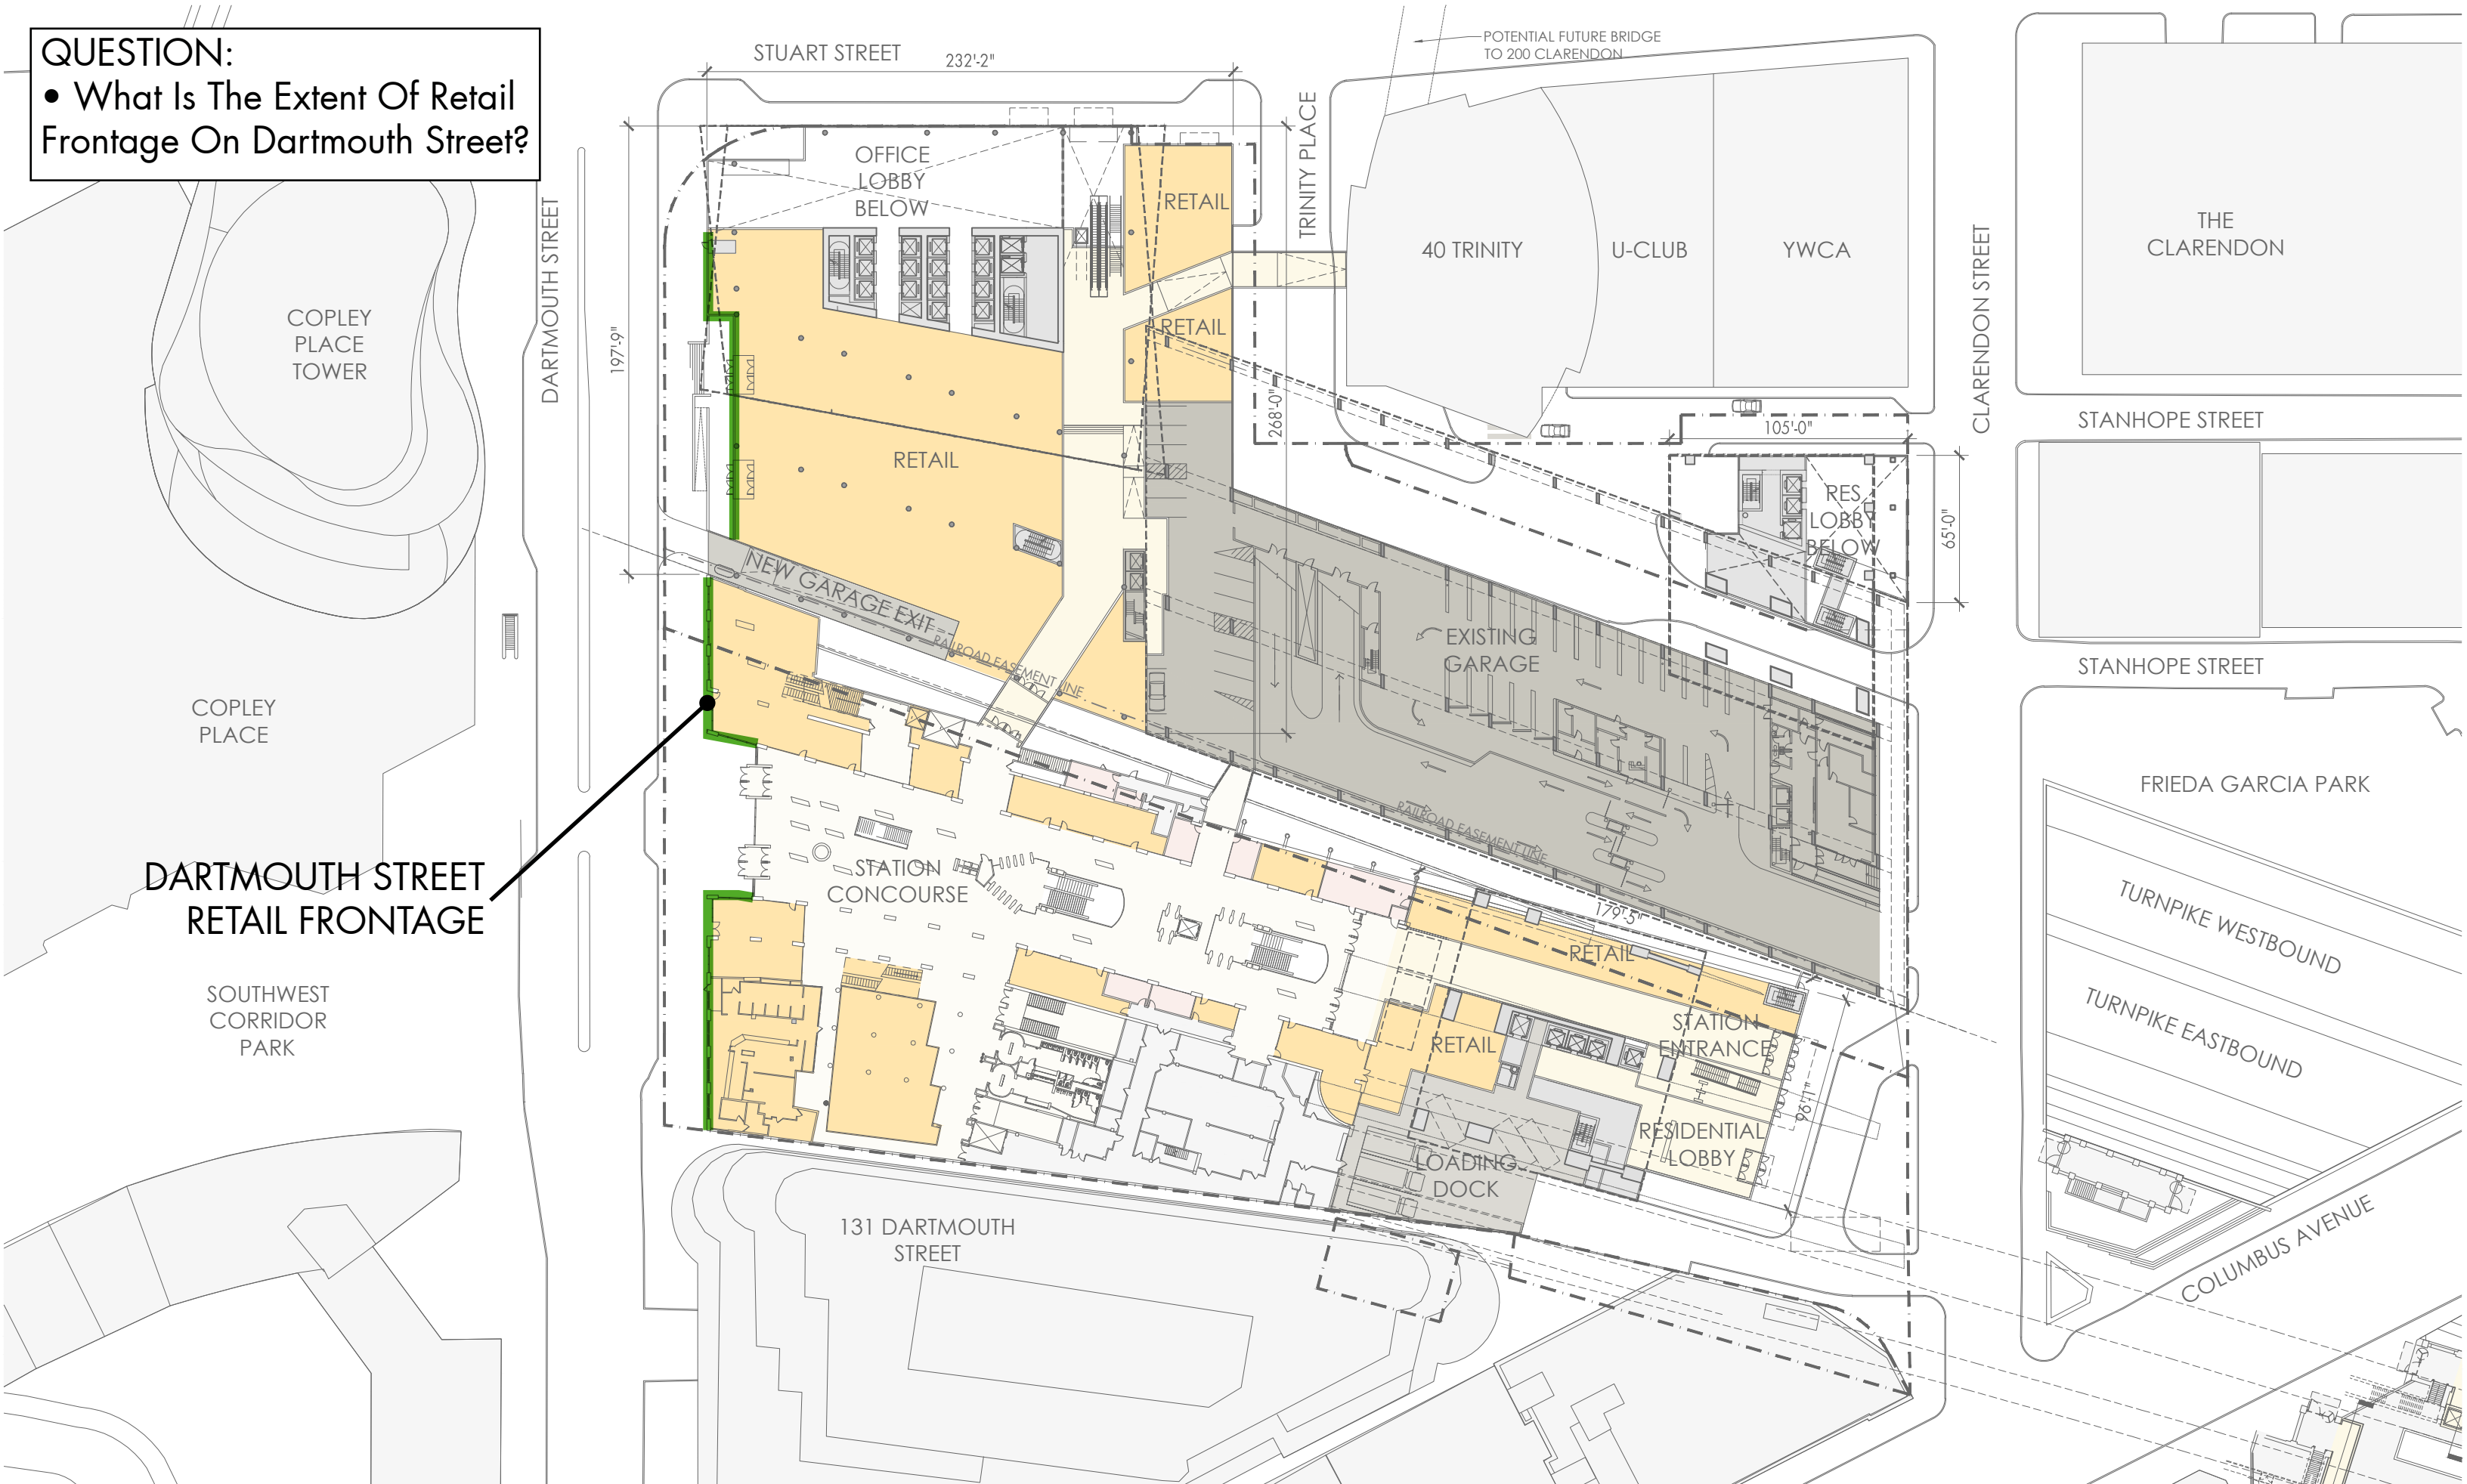 QUESTION:
• What Is The Extent Of Retail
Frontage On Dartmouth Street?
STUART STREET
232'-2"
POTENTIAL FUTURE BRIDGE
TO 200 CLARENDON
TRINITY PLACE
OFFICE
LOBBY
BELOW
RETAIL
40 TRINITY
U-CLUB
YWCA
CLARENDON STREET
THE
CLARENDON
DARTMOUTH STREET
COPLEY
PLACE
TOWER
197'-9"
RETAIL
268'-0"
105'-0"
STANHOPE STREET
RETAIL
RES
LOBBY
BELOW
65'-0"
NEW GARAGE EXIT
RAILROAD EASEMENT LINE
EXISTING
GARAGE
STANHOPE STREET
COPLEY
PLACE
FRIEDA GARCIA PARK
RAILROAD EASEMENT LINE
DARTMOUTH STREET
RETAIL FRONTAGE
STATION
CONCOURSE
179'-5"
RETAIL
TURNPIKE WESTBOUND
SOUTHWEST
CORRIDOR
PARK
RETAIL
STATION
ENTRANCE
TURNPIKE EASTBOUND
96'-1"
RESIDENTIAL
LOBBY
LOADING
DOCK
131 DARTMOUTH
STREET
COLUMBUS AVENUE